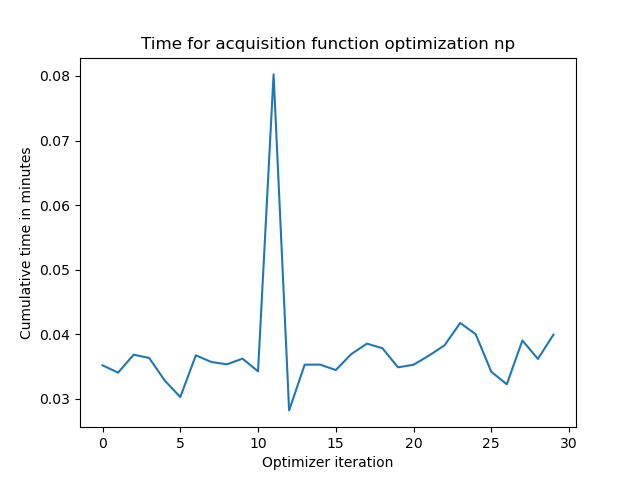 Time for acquisition function optimization np
0.08
0.07
0.06
0.05
0.04
0.03
Cumulative time in minutes
0 5 10 15 20 25 30
Optimizer iteration